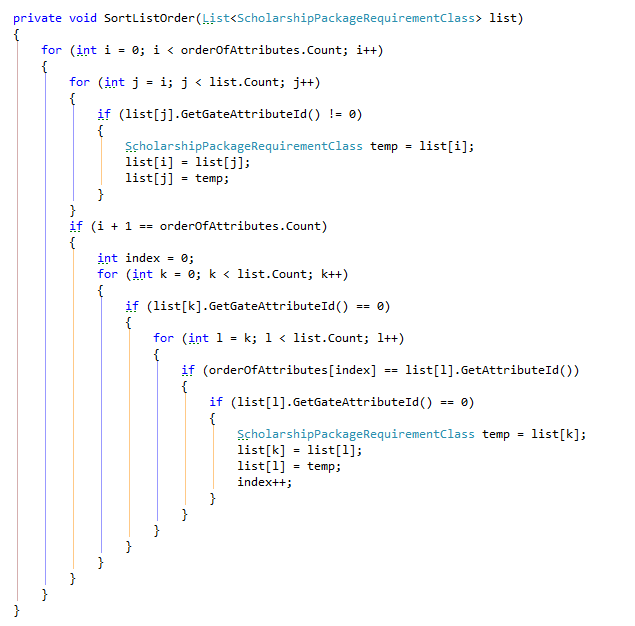 private void SortListOrder(List<ScholarshipPackageRequirementClass> list)
{
    for (int i = 0; i < orderOfAttributes.Count; i++)
    {
        for (int j = i; j < list.Count; j++)
        {
            if (list[j].GetGateAttributeId() != 0)
            {
                ScholarshipPackageRequirementClass temp = list[i];
                list[i] = list[j];
                list[j] = temp;
            }
        }
        if (i + 1 == orderOfAttributes.Count)
        {
            int index = 0;
            for (int k = 0; k < list.Count; k++)
            {
                if (list[k].GetGateAttributeId() == 0)
                {
                    for (int l = k; l < list.Count; l++)
                    {
                        if (orderOfAttributes[index] == list[l].GetAttributeId())
                        {
                            if (list[l].GetGateAttributeId() == 0)
                            {
                                ScholarshipPackageRequirementClass temp = list[k];
                                list[k] = list[l];
                                list[l] = temp;
                                index++;
                            }
                        }
                    }
                }
            }
        }
    }
}